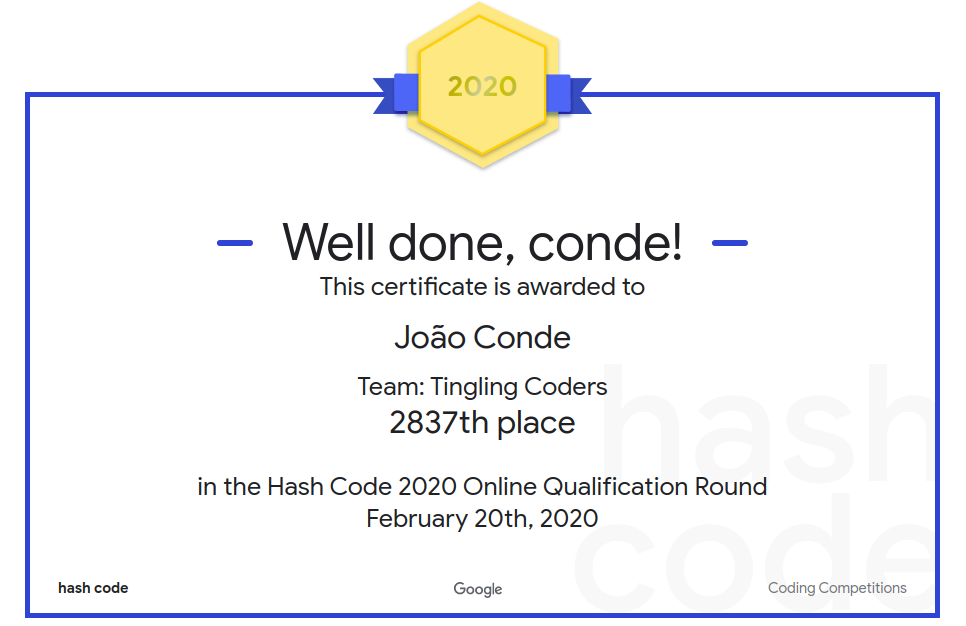 2020
Well done, conde!
This certificate is awarded to
João Conde
Team: Tingling Coders
2837th place
in the Hash Code 2020 Online Qualification Round
February 20th, 2020
hash
code
hash code
Google
Coding Competitions